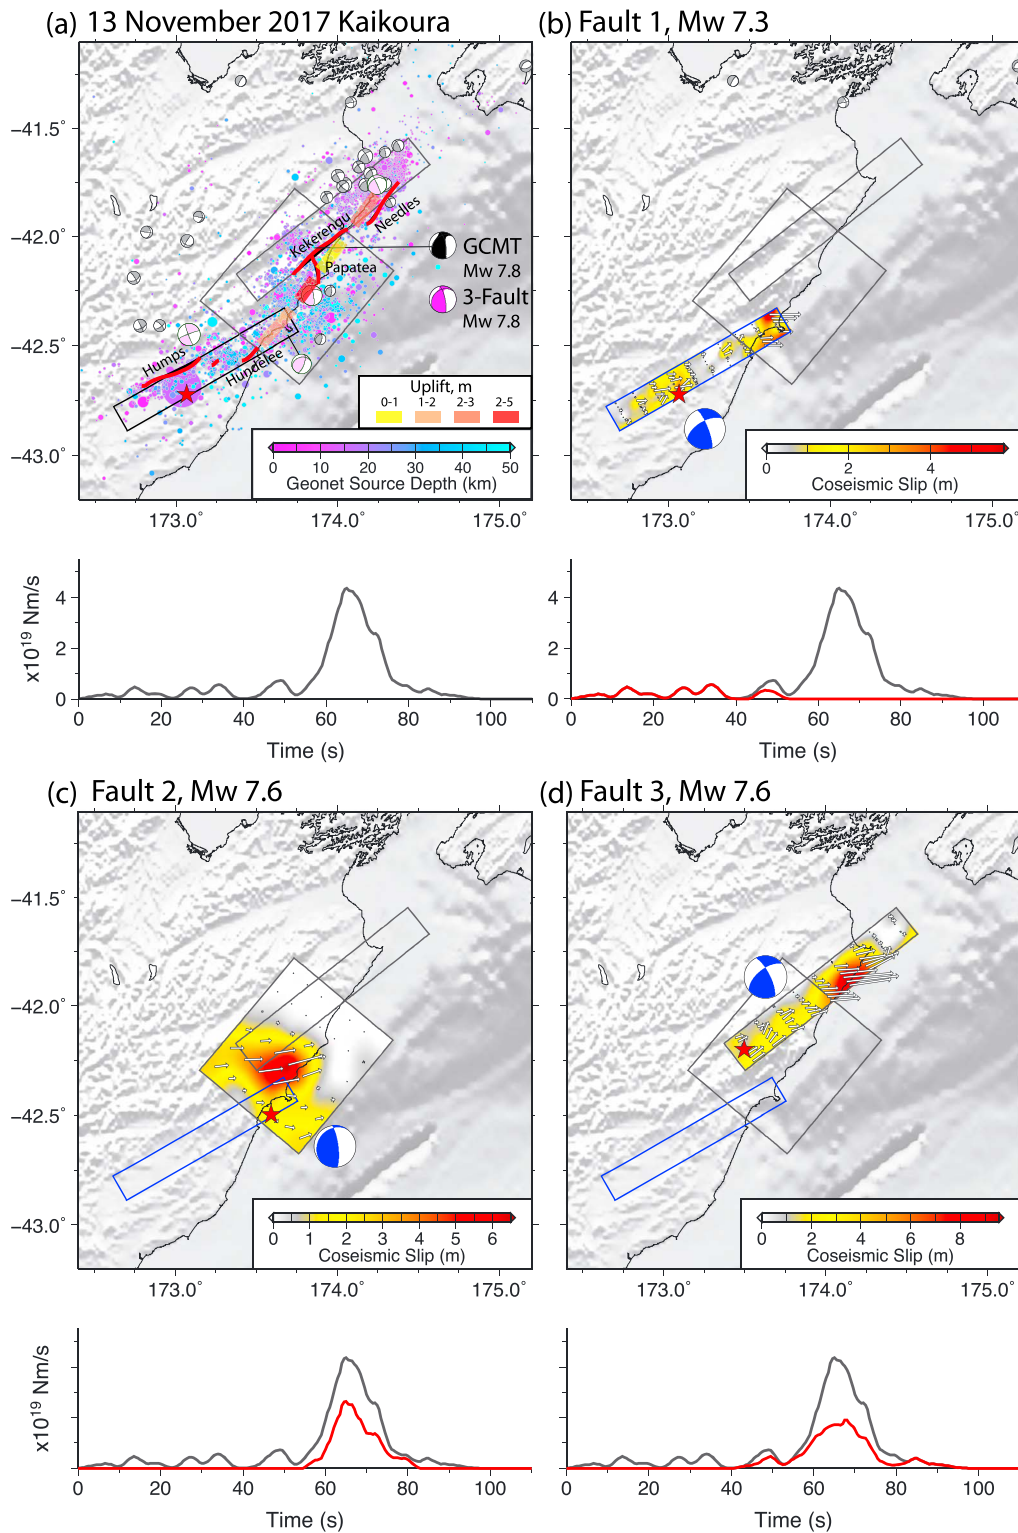 (a) 13 November 2017 Kaikoura
−41.5°
−42.0°
−42.5°
−43.0°
Kekerengu
Needles
Papatea
Humps
Hundelee
GCMT
Mw 7.8
3-Fault
Mw 7.8
Uplift, m
0-1 1-2 2-3 2-5
0 10 20 30 40 50
Geonet Source Depth (km)
173.0° 174.0° 175.0°
x10¹⁹ Nm/s
4
2
0
0 20 40 60 80 100
Time (s)
(b) Fault 1, Mw 7.3
0 2 4
Coseismic Slip (m)
173.0° 174.0° 175.0°
4
2
0
0 20 40 60 80 100
Time (s)
(c) Fault 2, Mw 7.6
−41.5°
−42.0°
−42.5°
−43.0°
0 1 2 3 4 5 6
Coseismic Slip (m)
173.0° 174.0° 175.0°
x10¹⁹ Nm/s
0 20 40 60 80 100
Time (s)
(d) Fault 3, Mw 7.6
0 2 4 6 8
Coseismic Slip (m)
173.0° 174.0° 175.0°
0 20 40 60 80 100
Time (s)